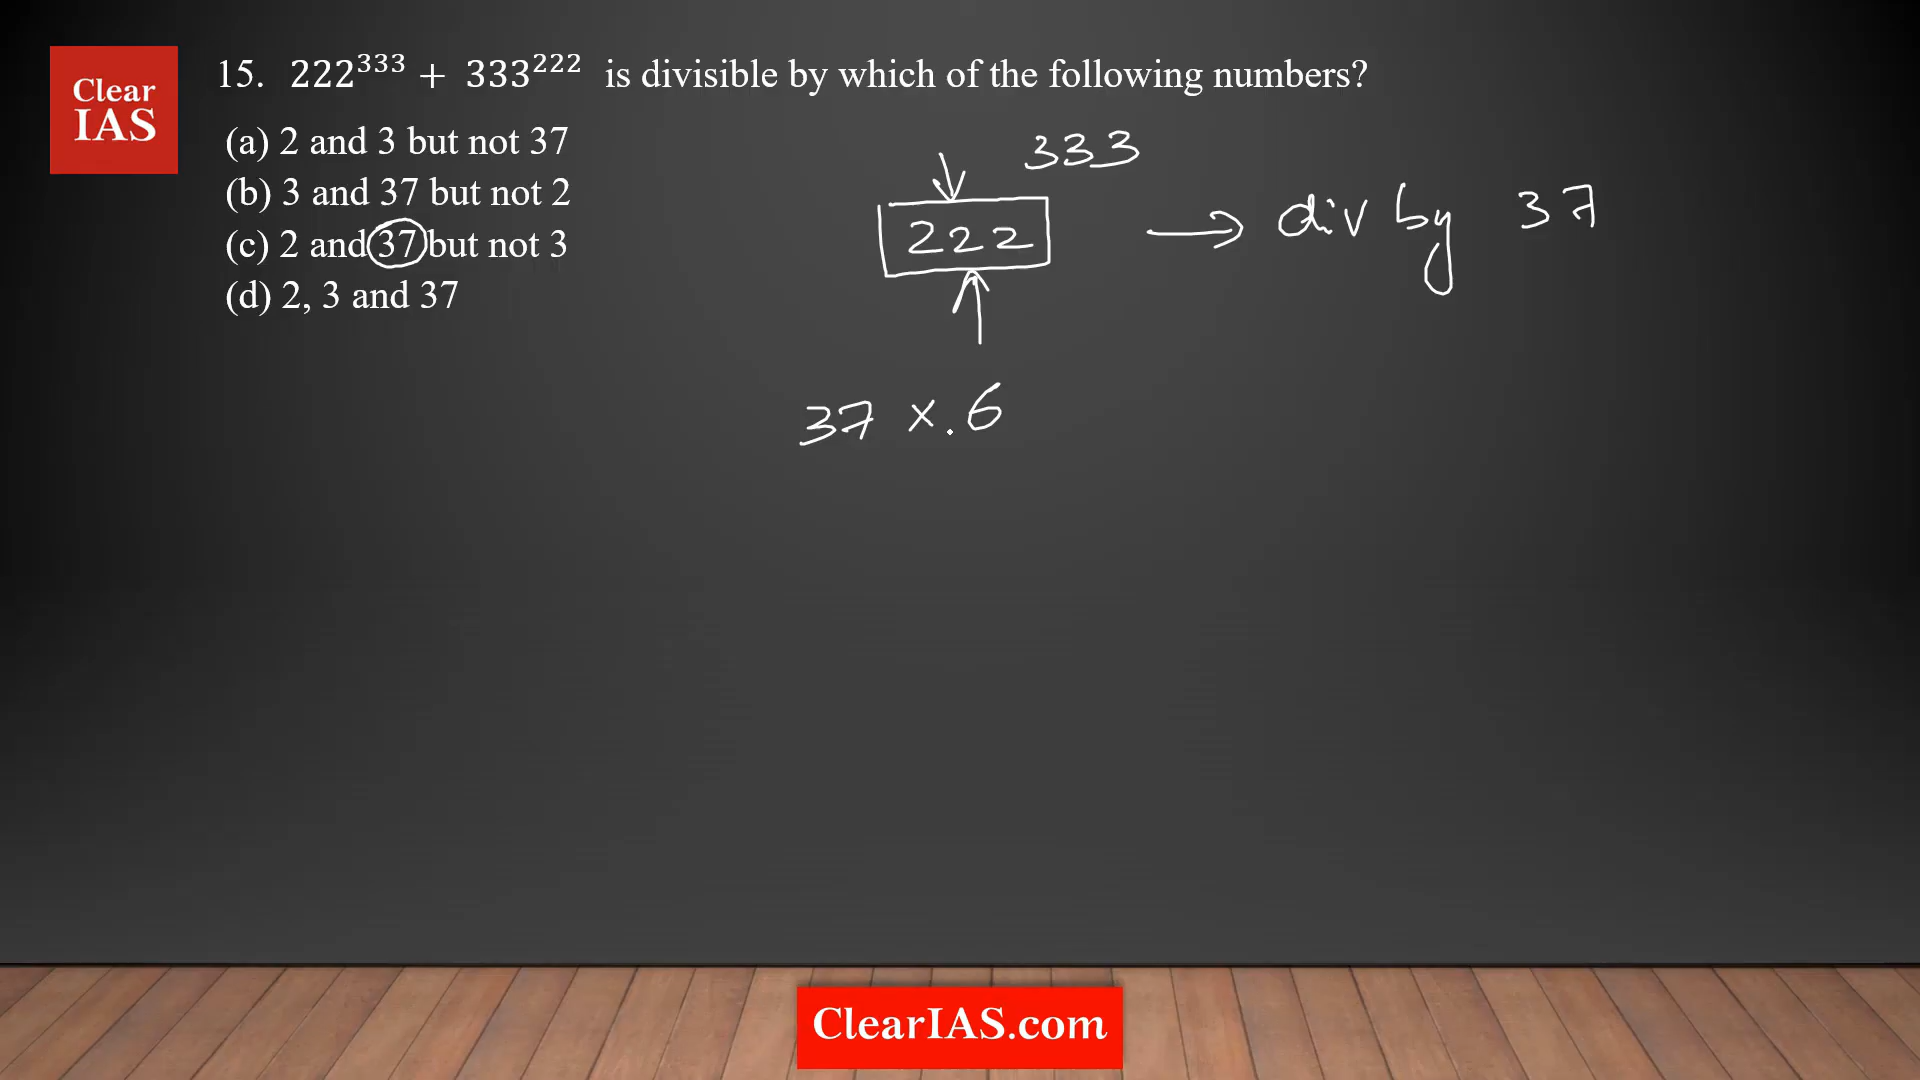 Clear
IAS
15. 222³³³ + 333²²² is divisible by which of the following numbers?
(a) 2 and 3 but not 37
(b) 3 and 37 but not 2
(c) 2 and 37 but not 3
(d) 2, 3 and 37
333
222 → div by 37
37 × . 6
ClearIAS.com